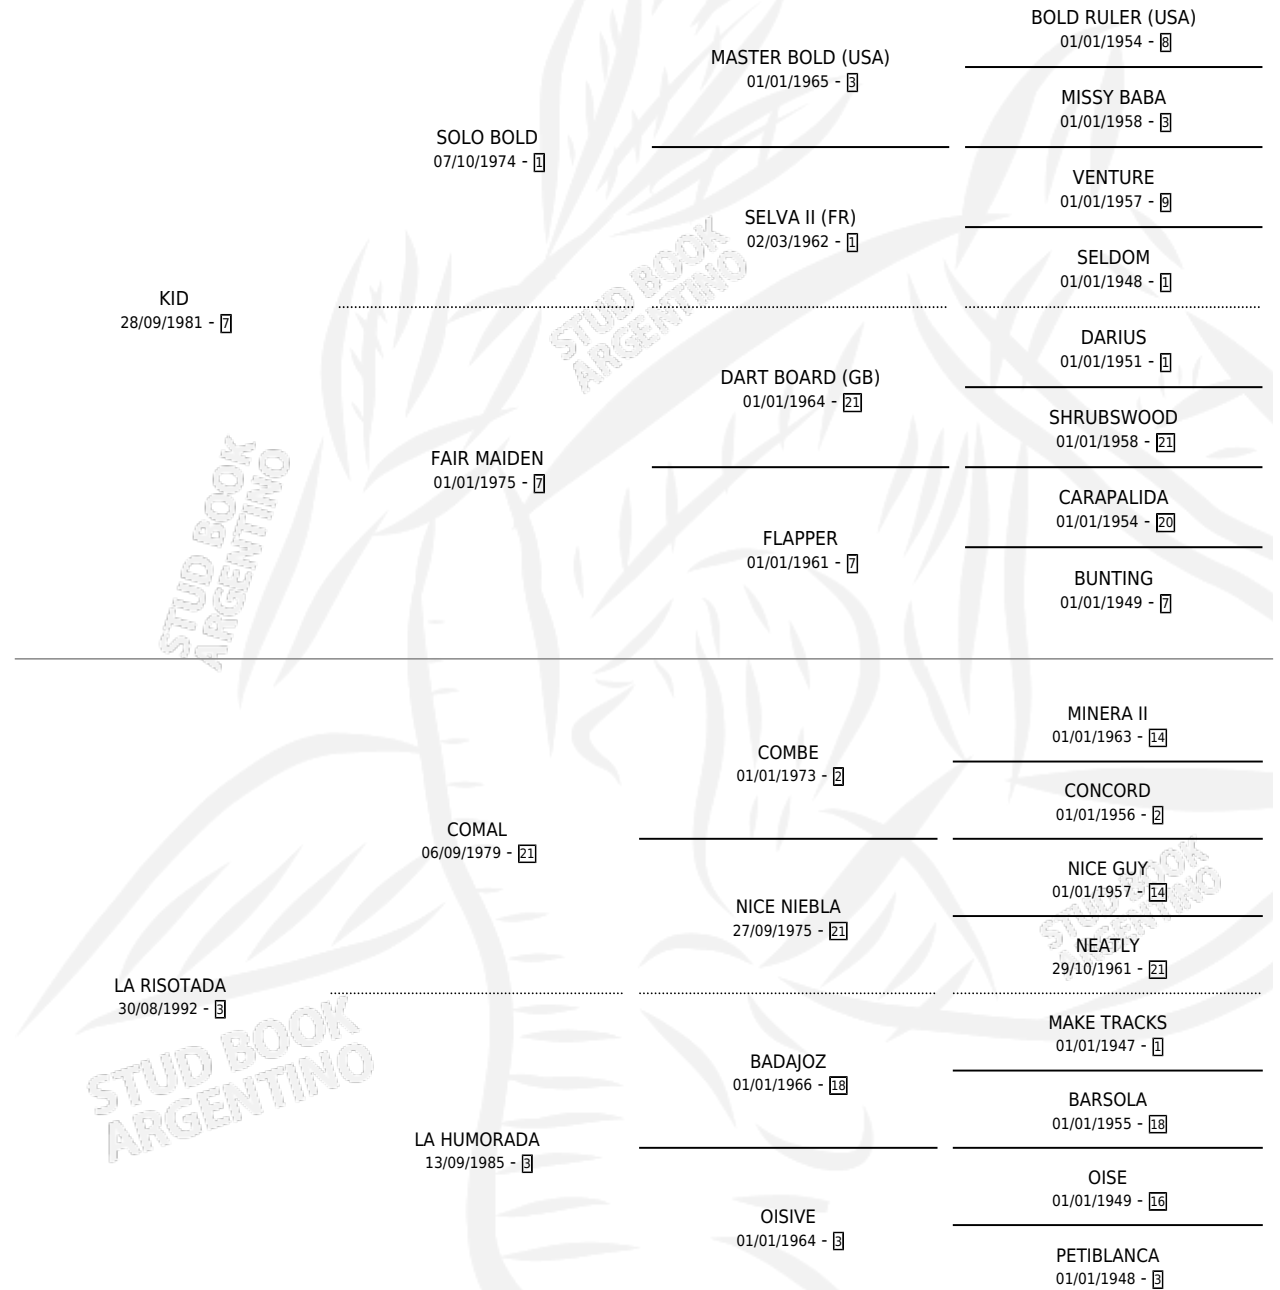 BOLD RULER (USA)
01/01/1954 - 8
MASTER BOLD (USA)
01/01/1965 - 3
MISSY BABA
01/01/1958 - 3
SOLO BOLD
07/10/1974 - 1
VENTURE
01/01/1957 - 9
SELVA II (FR)
02/03/1962 - 1
SELDOM
01/01/1948 - 1
KID
28/09/1981 - 7
DARIUS
01/01/1951 - 1
DART BOARD (GB)
01/01/1964 - 21
SHRUBSWOOD
01/01/1958 - 21
FAIR MAIDEN
01/01/1975 - 7
CARAPALIDA
01/01/1954 - 20
FLAPPER
01/01/1961 - 7
BUNTING
01/01/1949 - 7
STUD BOOK
ARGENTINO
STUD BOOK
ARGENTINO
MINERA II
01/01/1963 - 14
COMBE
01/01/1973 - 2
CONCORD
01/01/1956 - 2
COMAL
06/09/1979 - 21
NICE GUY
01/01/1957 - 14
NICE NIEBLA
27/09/1975 - 21
NEATLY
29/10/1961 - 21
STUD BOOK
ARGENTINO
LA RISOTADA
30/08/1992 - 3
MAKE TRACKS
01/01/1947 - 1
BADAJOZ
01/01/1966 - 18
BARSOLA
01/01/1955 - 18
STUD BOOK
ARGENTINO
LA HUMORADA
13/09/1985 - 3
OISE
01/01/1949 - 16
OISIVE
01/01/1964 - 3
PETIBLANCA
01/01/1948 - 3